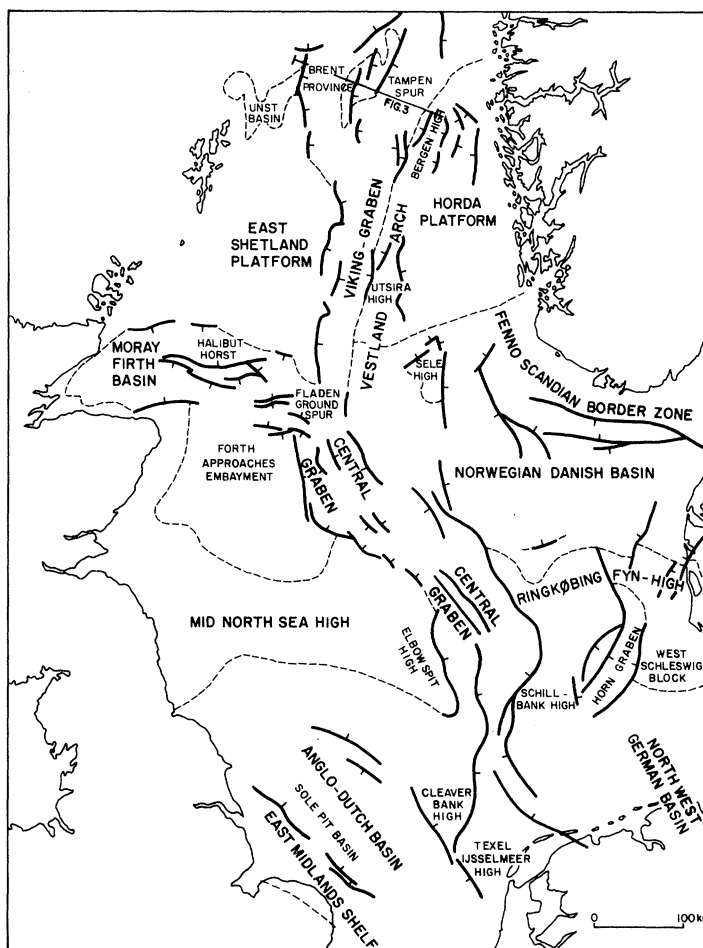 BRENT
PROVINCE
TAMPEN
SPUR
FIG.3
UNST
BASIN
BERGEN HIGH
HORDA
PLATFORM
EAST
SHETLAND
PLATFORM
VIKING-GRABEN
VESTLAND ARCH
UTSIRA
HIGH
MORAY
FIRTH
BASIN
HALIBUT
HORST
FLADEN
GROUND
SPUR
SELE
HIGH
FENNO SCANDIAN BORDER ZONE
FORTH
APPROACHES
EMBAYMENT
CENTRAL
GRABEN
NORWEGIAN DANISH BASIN
CENTRAL
GRABEN
RINGKØBING
FYN-HIGH
MID NORTH SEA HIGH
ELBOW SPIT
HIGH
SCHILL-
BANK HIGH
HORN GRABEN
WEST
SCHLESWIG
BLOCK
NORTH WEST
GERMAN BASIN
ANGLO-DUTCH BASIN
SOLE PIT BASIN
EAST MIDLANDS SHELF
CLEAVER
BANK
HIGH
TEXEL
IJSSELMEER
HIGH
0 100k